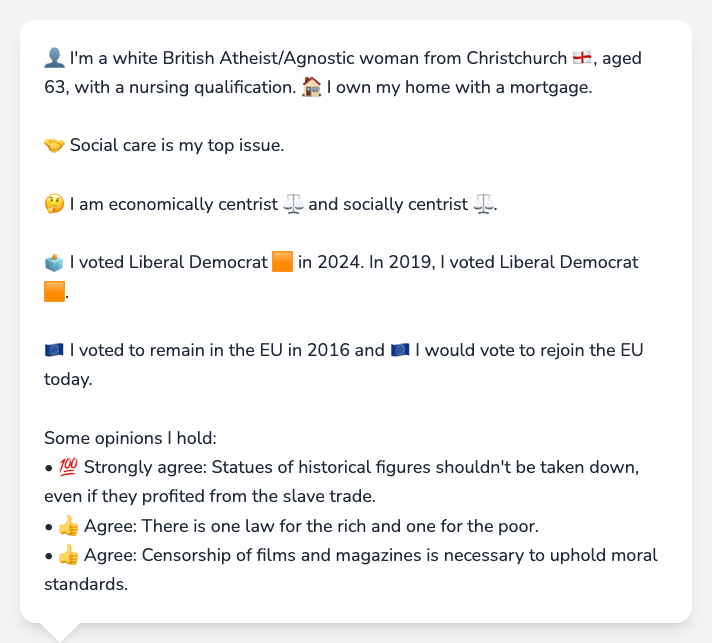 👤 I'm a white British Atheist/Agnostic woman from Christchurch 🏴󠁧󠁢󠁥󠁮󠁧󠁿, aged
63, with a nursing qualification. 🏠 I own my home with a mortgage.
🤝 Social care is my top issue.
🤔 I am economically centrist ⚖️ and socially centrist ⚖️.
🗳️ I voted Liberal Democrat 🟧 in 2024. In 2019, I voted Liberal Democrat
🟧.
🇪🇺 I voted to remain in the EU in 2016 and 🇪🇺 I would vote to rejoin the EU
today.
Some opinions I hold:
• 💯 Strongly agree: Statues of historical figures shouldn't be taken down,
even if they profited from the slave trade.
• 👍 Agree: There is one law for the rich and one for the poor.
• 👍 Agree: Censorship of films and magazines is necessary to uphold moral
standards.